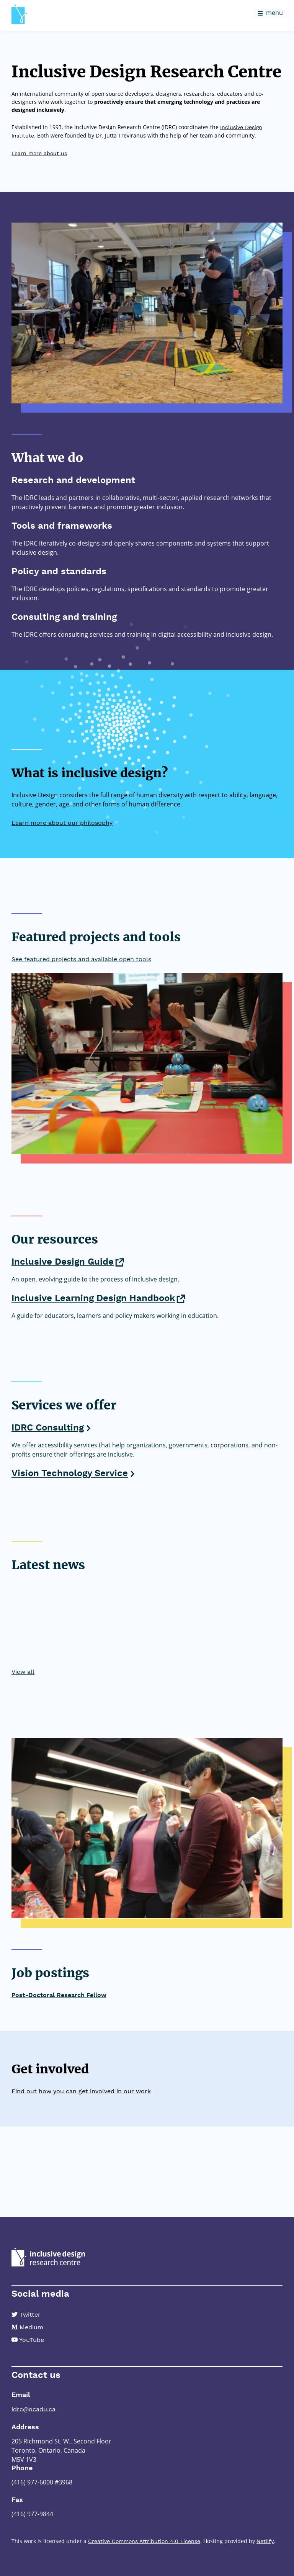 menu
Inclusive Design Research Centre
An international community of open source developers, designers, researchers, educators and co-
designers who work together to proactively ensure that emerging technology and practices are
designed inclusively.
Established in 1993, the Inclusive Design Research Centre (IDRC) coordinates the Inclusive Design
Institute. Both were founded by Dr. Jutta Treviranus with the help of her team and community.
Learn more about us
What we do
Research and development
The IDRC leads and partners in collaborative, multi-sector, applied research networks that
proactively prevent barriers and promote greater inclusion.
Tools and frameworks
The IDRC iteratively co-designs and openly shares components and systems that support
inclusive design.
Policy and standards
The IDRC develops policies, regulations, specifications and standards to promote greater
inclusion.
Consulting and training
The IDRC offers consulting services and training in digital accessibility and inclusive design.
What is inclusive design?
Inclusive Design considers the full range of human diversity with respect to ability, language,
culture, gender, age, and other forms of human difference.
Learn more about our philosophy
Featured projects and tools
See featured projects and available open tools
Our resources
Inclusive Design Guide
An open, evolving guide to the process of inclusive design.
Inclusive Learning Design Handbook
A guide for educators, learners and policy makers working in education.
Services we offer
IDRC Consulting
We offer accessibility services that help organizations, governments, corporations, and non-
profits ensure their offerings are inclusive.
Vision Technology Service
Latest news
View all
Job postings
Post-Doctoral Research Fellow
Get involved
Find out how you can get involved in our work
inclusive design
research centre
Social media
Twitter
Medium
YouTube
Contact us
Email
idrc@ocadu.ca
Address
205 Richmond St. W., Second Floor
Toronto, Ontario, Canada
M5V 1V3
Phone
(416) 977-6000 #3968
Fax
(416) 977-9844
This work is licensed under a Creative Commons Attribution 4.0 License. Hosting provided by Netlify.